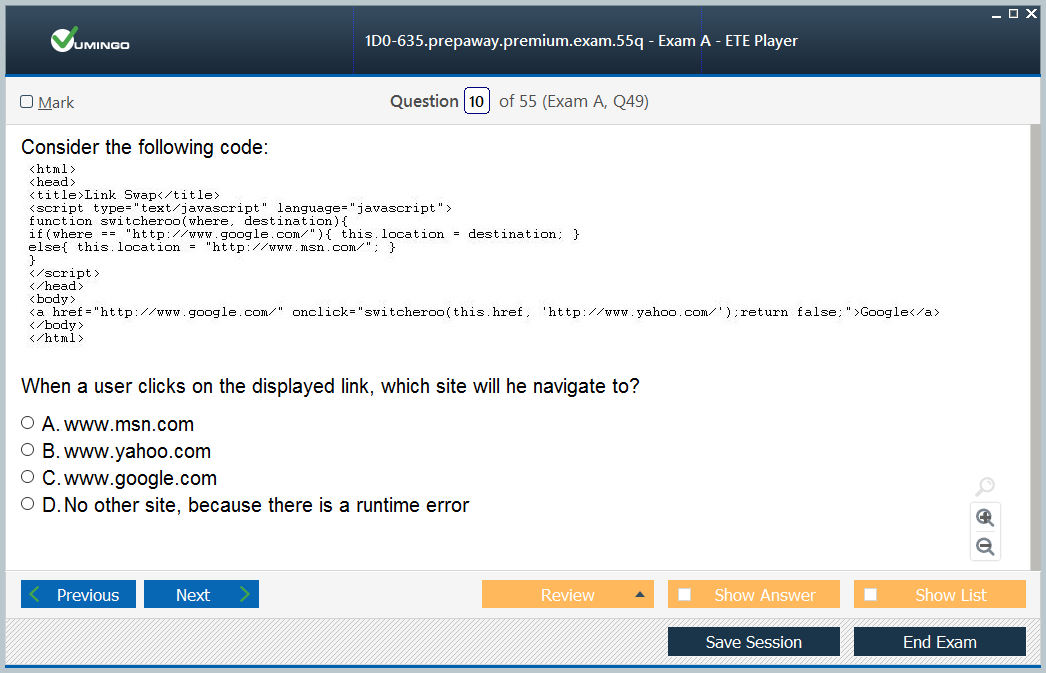 VUMINGO
1D0-635.prepaway.premium.exam.55q - Exam A - ETE Player
Mark
Question 10 of 55 (Exam A, Q49)
Consider the following code:
<html>
<head>
<title>Link Swap</title>
<script type="text/javascript" language="javascript">
function switcheroo(where, destination){
if(where == "http://www.google.com/"){ this.location = destination; }
else{ this.location = "http://www.msn.com/"; }
}
</script>
</head>
<body>
<a href="http://www.google.com/" onclick="switcheroo(this.href, 'http://www.yahoo.com/');return false;">Google</a>
</body>
</html>
When a user clicks on the displayed link, which site will he navigate to?
A. www.msn.com
B. www.yahoo.com
C. www.google.com
D. No other site, because there is a runtime error
Previous
Next
Review
Show Answer
Show List
Save Session
End Exam